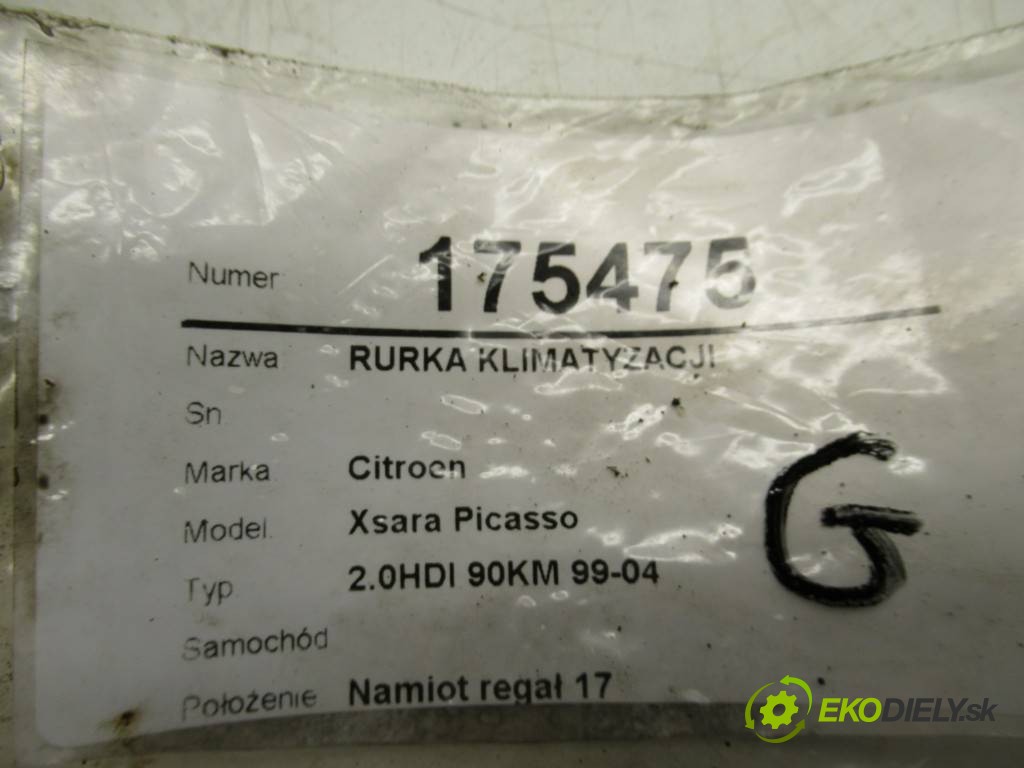 Numer 175475
Nazwa RURKA KLIMATYZACJI
Sn
Marka Citroen
Model Xsara Picasso
Typ 2.0HDI 90KM 99-04
Samochód
Położenie Namiot regał 17
G
EKODIELY.sk